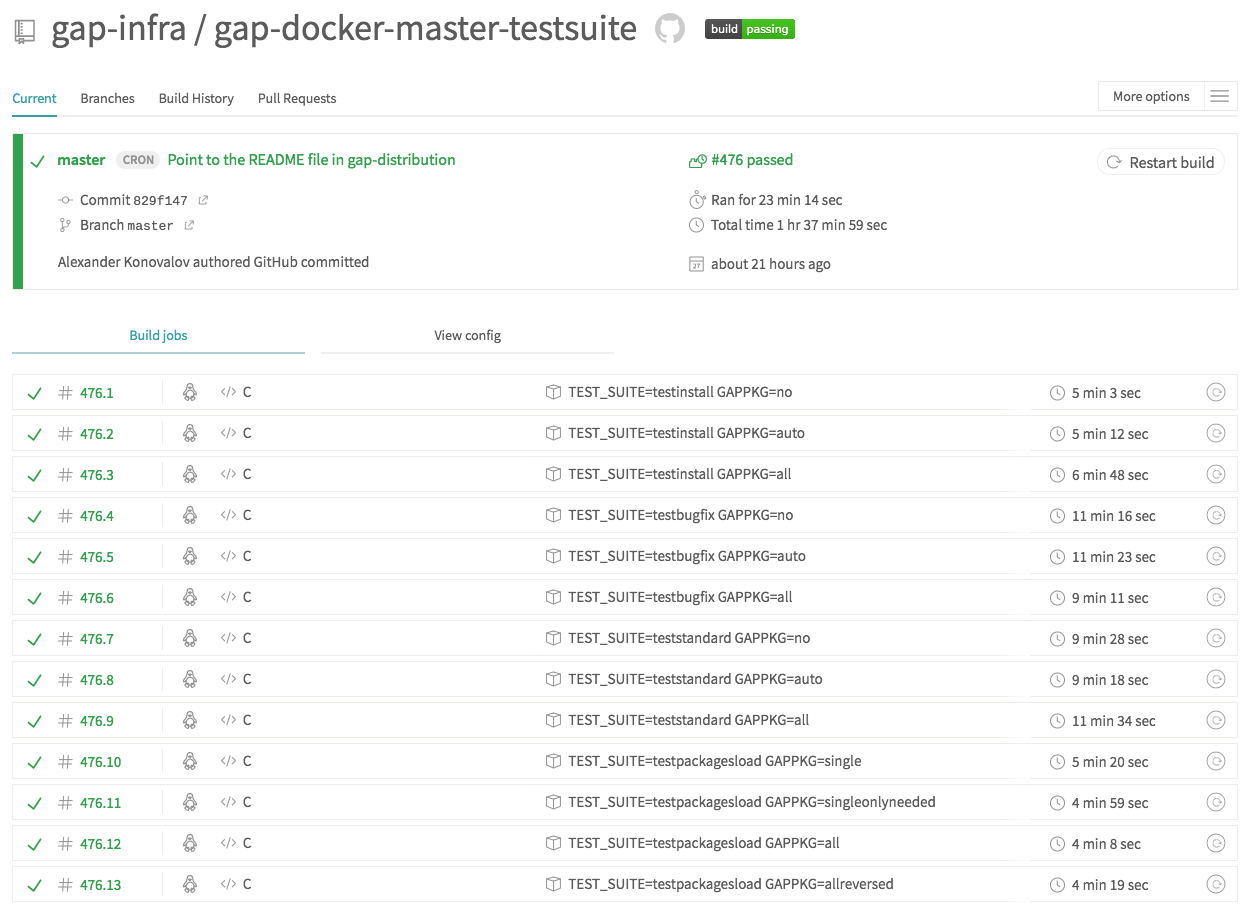 gap-infra / gap-docker-master-testsuite build passing
Current Branches Build History Pull Requests More options
master CRON Point to the README file in gap-distribution #476 passed Restart build
Commit 829f147 Ran for 23 min 14 sec
Branch master Total time 1 hr 37 min 59 sec
Alexander Konovalov authored GitHub committed 27 about 21 hours ago
Build jobs View config
# 476.1 </> C TEST_SUITE=testinstall GAPPKG=no 5 min 3 sec
# 476.2 </> C TEST_SUITE=testinstall GAPPKG=auto 5 min 12 sec
# 476.3 </> C TEST_SUITE=testinstall GAPPKG=all 6 min 48 sec
# 476.4 </> C TEST_SUITE=testbugfix GAPPKG=no 11 min 16 sec
# 476.5 </> C TEST_SUITE=testbugfix GAPPKG=auto 11 min 23 sec
# 476.6 </> C TEST_SUITE=testbugfix GAPPKG=all 9 min 11 sec
# 476.7 </> C TEST_SUITE=teststandard GAPPKG=no 9 min 28 sec
# 476.8 </> C TEST_SUITE=teststandard GAPPKG=auto 9 min 18 sec
# 476.9 </> C TEST_SUITE=teststandard GAPPKG=all 11 min 34 sec
# 476.10 </> C TEST_SUITE=testpackagesload GAPPKG=single 5 min 20 sec
# 476.11 </> C TEST_SUITE=testpackagesload GAPPKG=singleonlyneeded 4 min 59 sec
# 476.12 </> C TEST_SUITE=testpackagesload GAPPKG=all 4 min 8 sec
# 476.13 </> C TEST_SUITE=testpackagesload GAPPKG=allreversed 4 min 19 sec